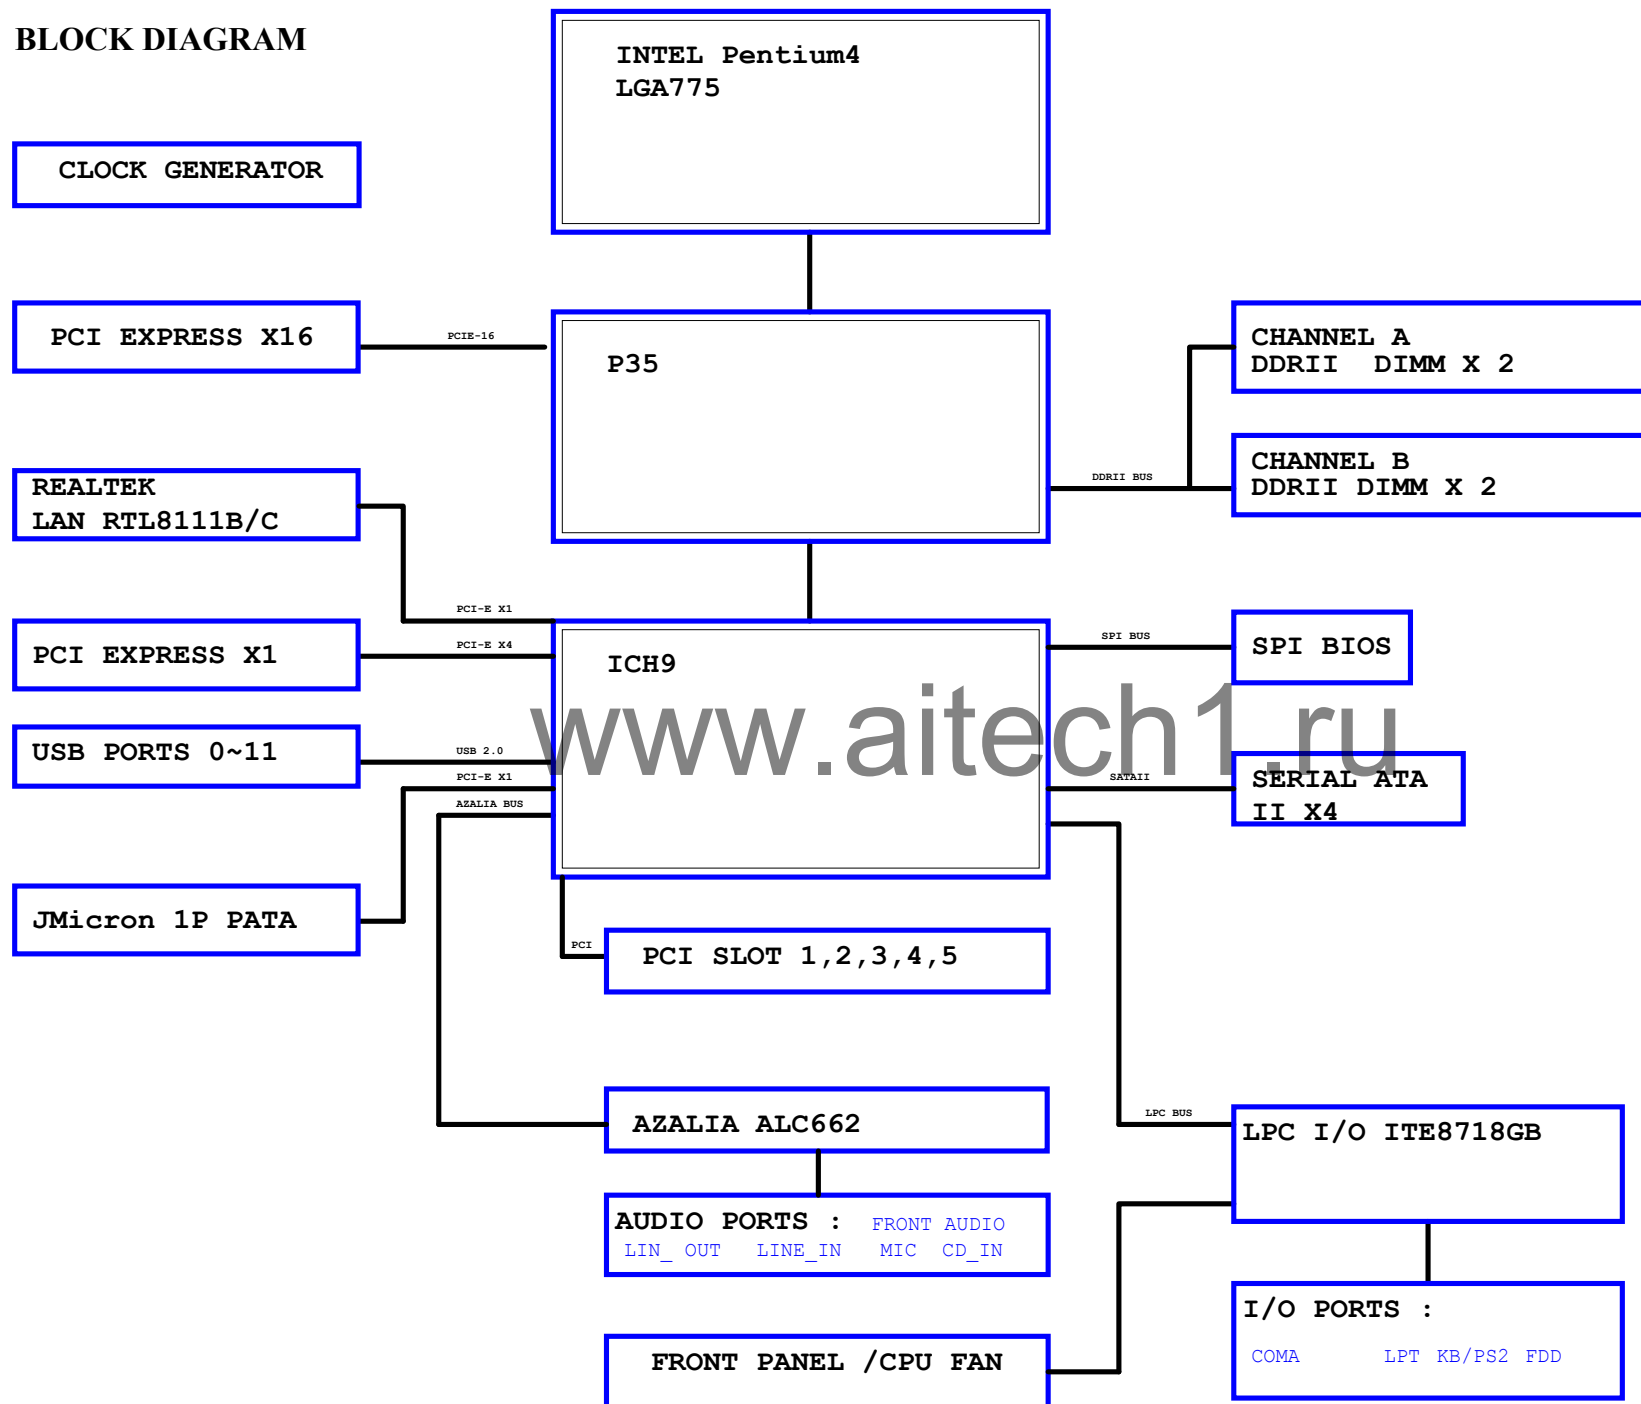 BLOCK DIAGRAM
INTEL Pentium4
LGA775
CLOCK GENERATOR
PCI EXPRESS X16
PCIE-16
P35
CHANNEL A
DDRII DIMM X 2
CHANNEL B
DDRII DIMM X 2
DDRII BUS
REALTEK
LAN RTL8111B/C
PCI-E X1
PCI EXPRESS X1
PCI-E X4
ICH9
SPI BUS
SPI BIOS
www.aitech1.ru
USB PORTS 0~11
USB 2.0
PCI-E X1
AZALIA BUS
SATAII
SERIAL ATA
II X4
JMicron 1P PATA
PCI
PCI SLOT 1,2,3,4,5
AZALIA ALC662
LPC BUS
LPC I/O ITE8718GB
AUDIO PORTS : FRONT AUDIO
LIN_ OUT LINE_IN MIC CD_IN
I/O PORTS :
COMA LPT KB/PS2 FDD
FRONT PANEL /CPU FAN